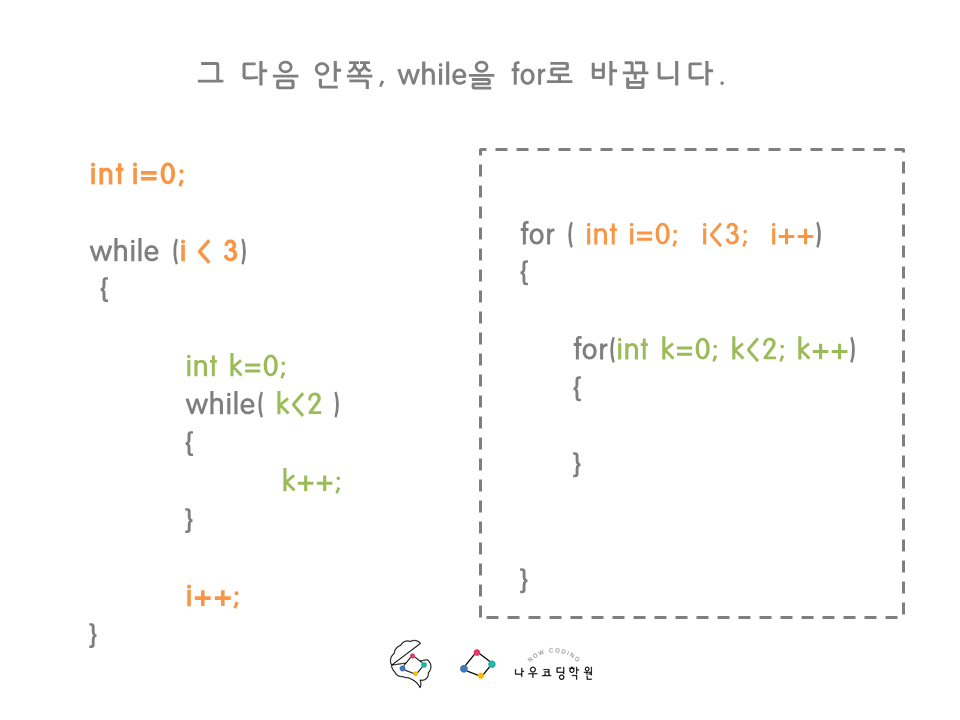 그 다음 안쪽, while을 for로 바꿉니다.
int i=0;
while (i < 3)
{
int k=0;
while( k<2 )
{
k++;
}
i++;
}
for ( int i=0; i<3; i++)
{
for(int k=0; k<2; k++)
{
}
}
NOW CODING
나우코딩학원